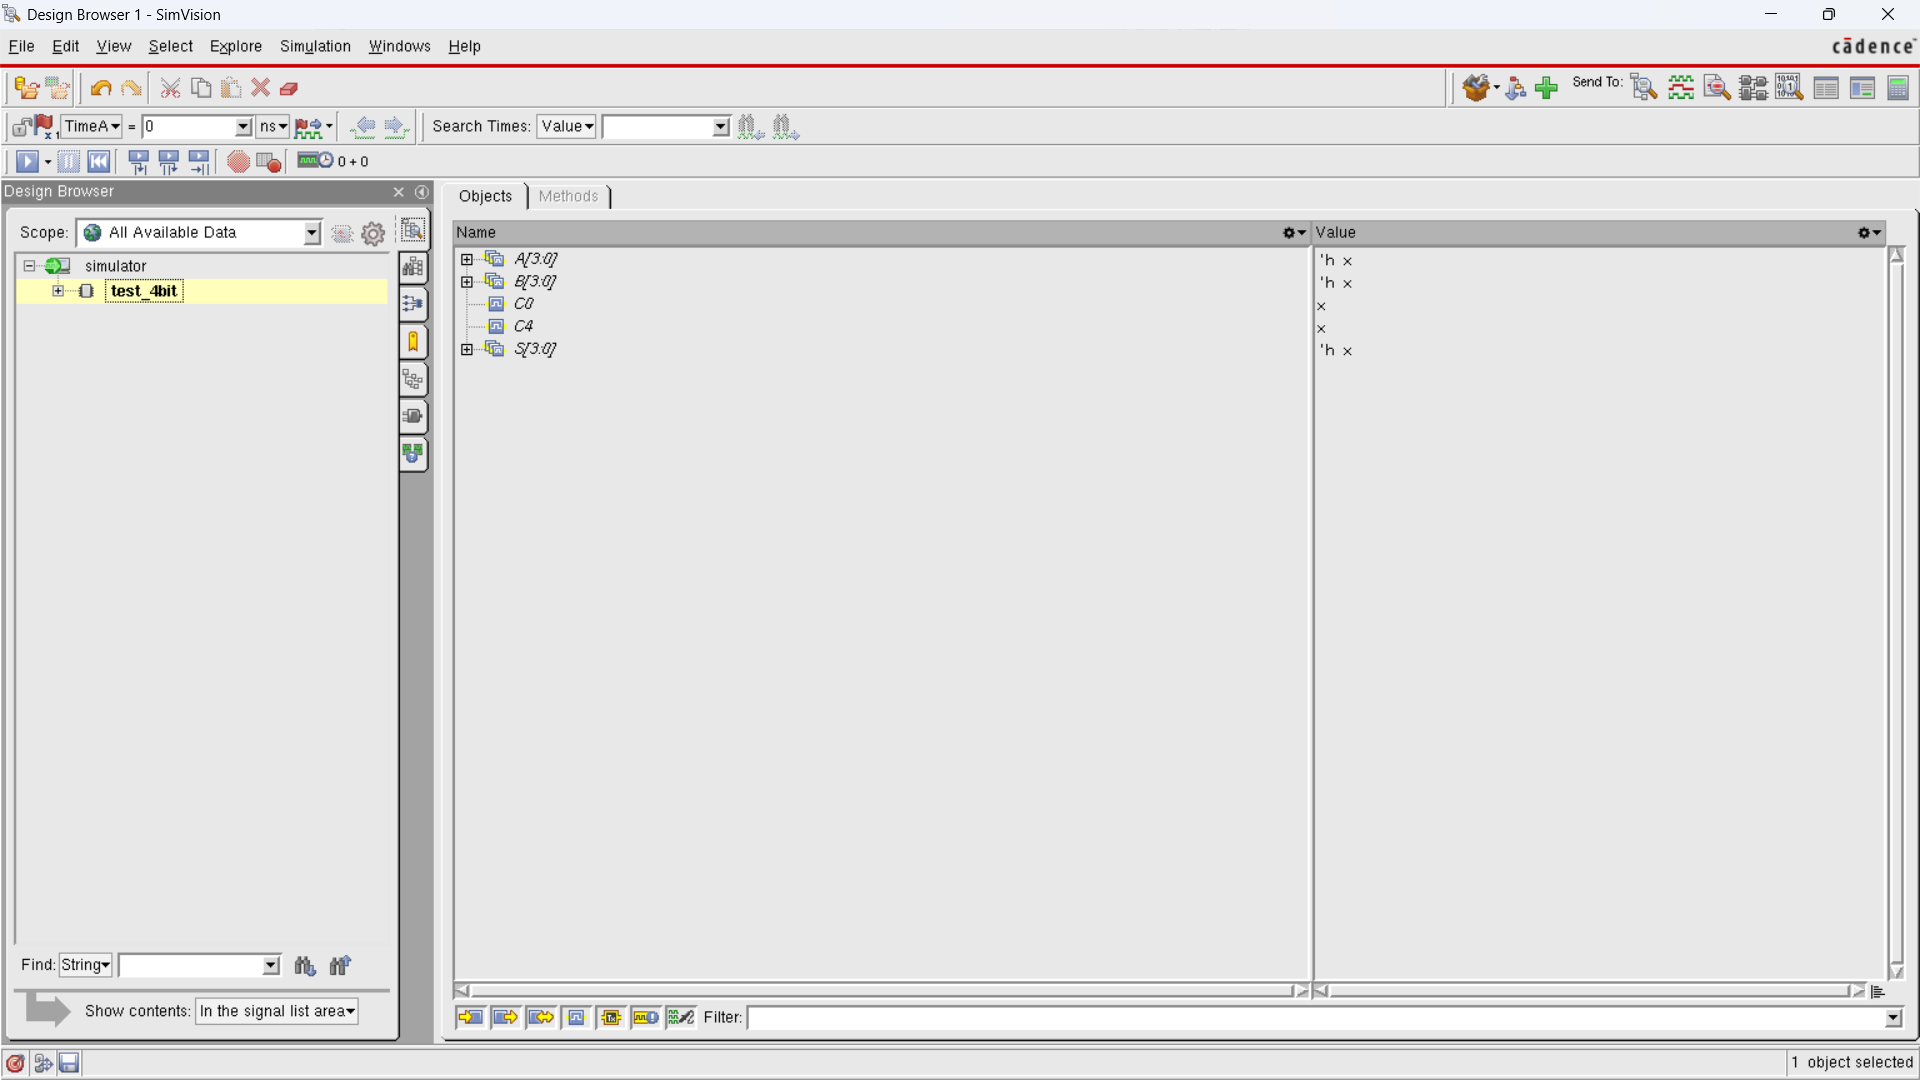 Design Browser 1 - SimVision
File Edit View Select Explore Simulation Windows Help
cādence
Send To:
TimeA = 0 ns
Search Times: Value
0 + 0
Design Browser
Scope: All Available Data
simulator
test_4bit
Find: String
Show contents: In the signal list area
Objects Methods
Name Value
A[3:0] 'h x
B[3:0] 'h x
C0 x
C4 x
S[3:0] 'h x
Filter:
1 object selected